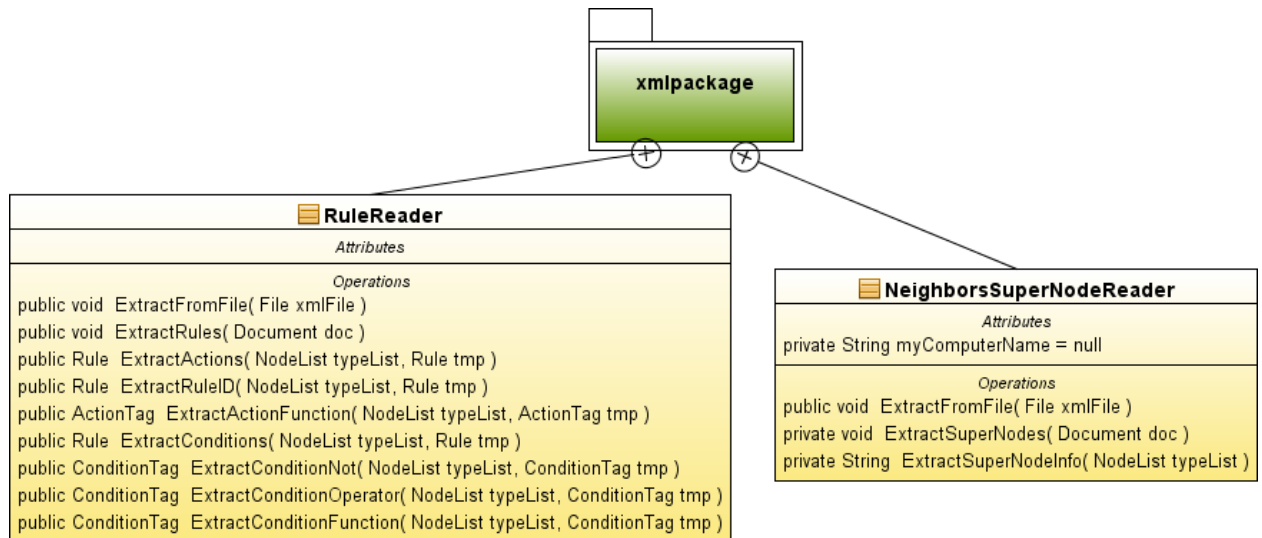 xmlpackage
RuleReader
Attributes
Operations
public void ExtractFromFile( File xmlFile )
public void ExtractRules( Document doc )
public Rule ExtractActions( NodeList typeList, Rule tmp )
public Rule ExtractRuleID( NodeList typeList, Rule tmp )
public ActionTag ExtractActionFunction( NodeList typeList, ActionTag tmp )
public Rule ExtractConditions( NodeList typeList, Rule tmp )
public ConditionTag ExtractConditionNot( NodeList typeList, ConditionTag tmp )
public ConditionTag ExtractConditionOperator( NodeList typeList, ConditionTag tmp )
public ConditionTag ExtractConditionFunction( NodeList typeList, ConditionTag tmp )
NeighborsSuperNodeReader
Attributes
private String myComputerName = null
Operations
public void ExtractFromFile( File xmlFile )
private void ExtractSuperNodes( Document doc )
private String ExtractSuperNodeInfo( NodeList typeList )